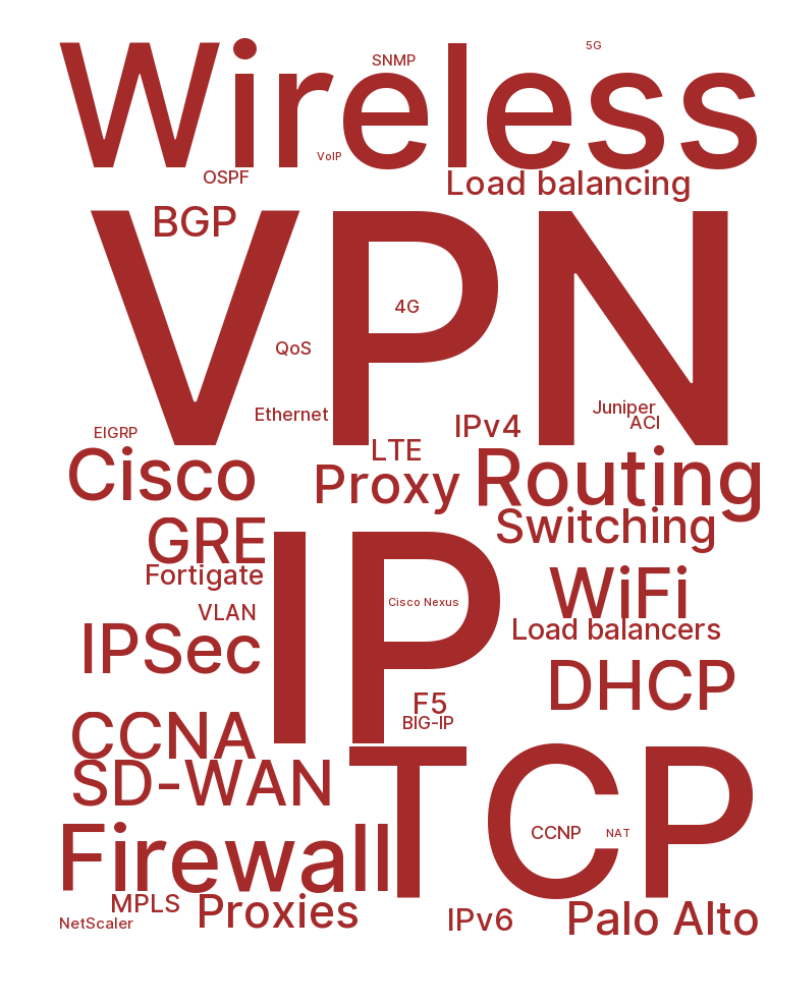 5G
SNMP
Wireless
VoIP
OSPF
Load balancing
BGP
VPN
4G
QoS
Ethernet
Juniper
ACI
IPv4
EIGRP
LTE
Cisco
Proxy
Routing
Switching
GRE
Fortigate
IP
WiFi
Cisco Nexus
VLAN
Load balancers
IPSec
DHCP
F5
BIG-IP
CCNA
SD-WAN
TCP
CCNP
NAT
Firewall
MPLS
Proxies
IPv6
Palo Alto
NetScaler